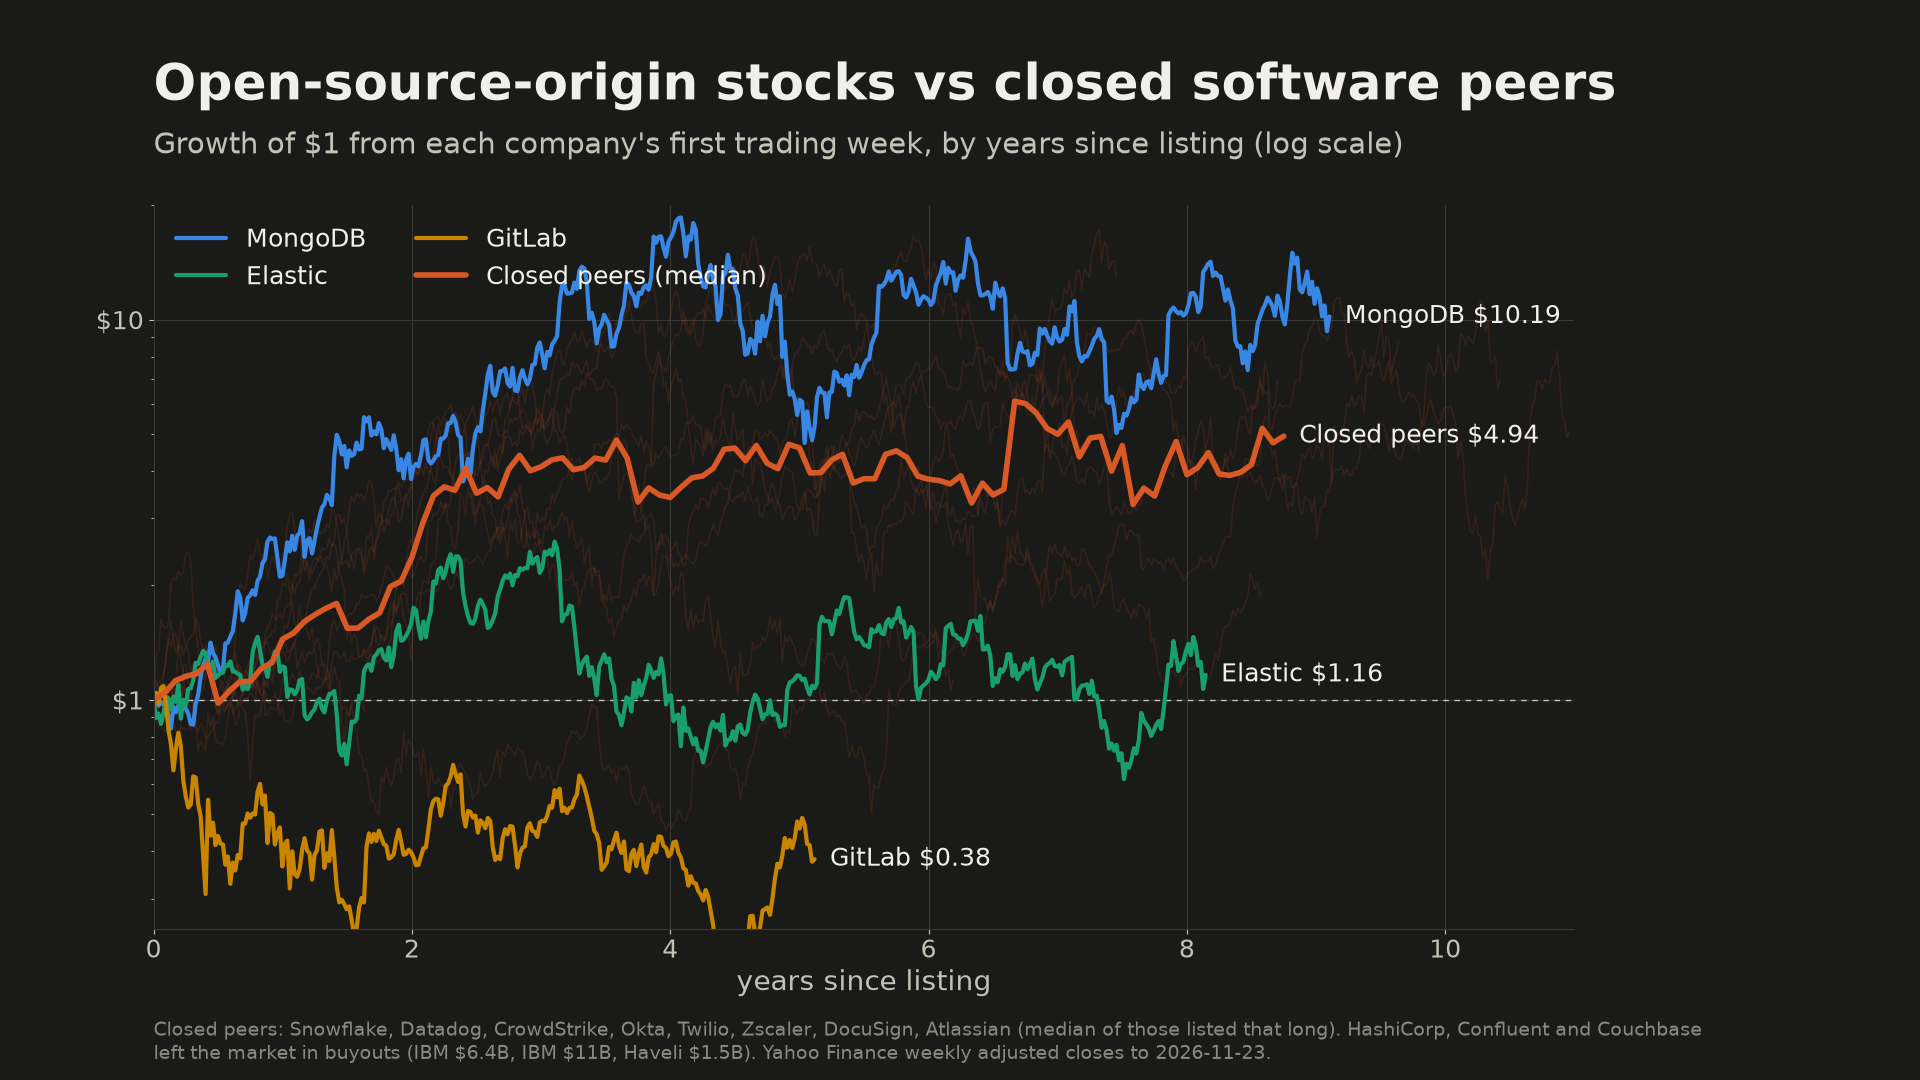 Open-source-origin stocks vs closed software peers
Growth of $1 from each company's first trading week, by years since listing (log scale)
MongoDB
GitLab
Elastic
Closed peers (median)
$10
MongoDB $10.19
Closed peers $4.94
Elastic $1.16
$1
GitLab $0.38
0
2
4
6
8
10
years since listing
Closed peers: Snowflake, Datadog, CrowdStrike, Okta, Twilio, Zscaler, DocuSign, Atlassian (median of those listed that long). HashiCorp, Confluent and Couchbase
left the market in buyouts (IBM $6.4B, IBM $11B, Haveli $1.5B). Yahoo Finance weekly adjusted closes to 2026-11-23.